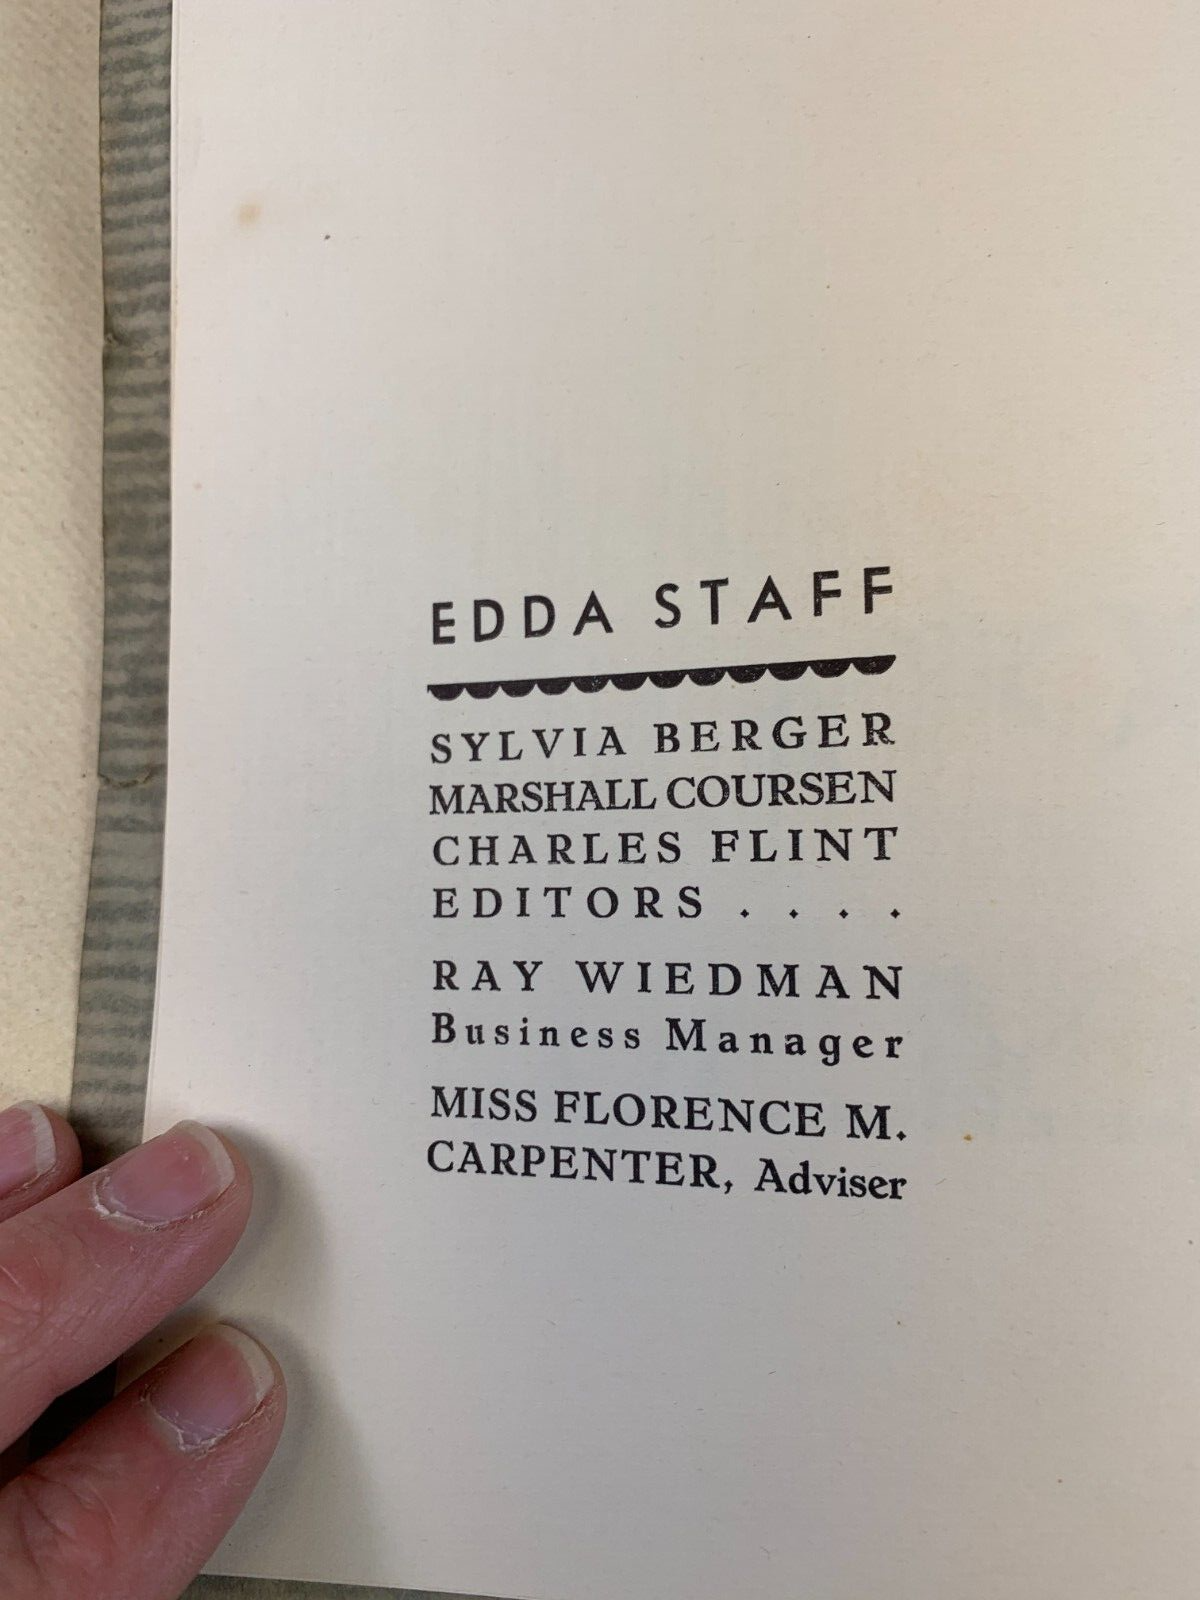 EDDA STAFF
SYLVIA BERGER
MARSHALL COURSEN
CHARLES FLINT
EDITORS . . . .
RAY WIEDMAN
Business Manager
MISS FLORENCE M.
CARPENTER, Adviser